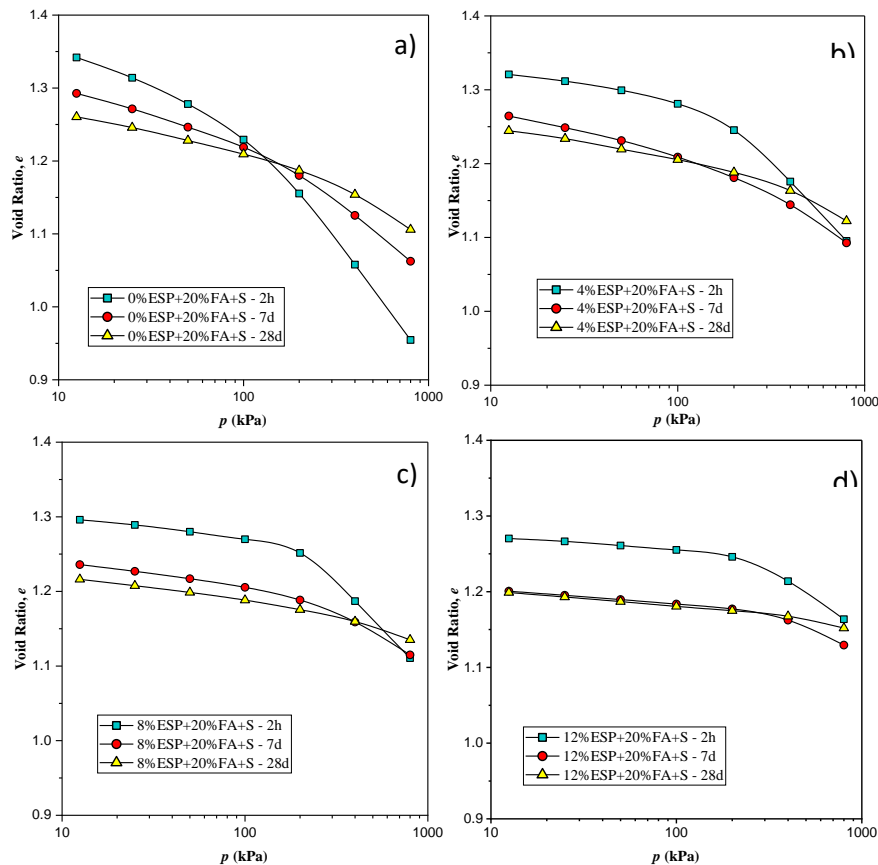 a)
1.4
1.3
1.2
1.1
1.0
0.9
Void Ratio, e
0%ESP+20%FA+S - 2h
0%ESP+20%FA+S - 7d
0%ESP+20%FA+S - 28d
10 100 1000
p (kPa)
b)
1.4
1.3
1.2
1.1
1.0
0.9
Void Ratio, e
4%ESP+20%FA+S - 2h
4%ESP+20%FA+S - 7d
4%ESP+20%FA+S - 28d
10 100 1000
p (kPa)
c)
1.4
1.3
1.2
1.1
1.0
0.9
Void Ratio, e
8%ESP+20%FA+S - 2h
8%ESP+20%FA+S - 7d
8%ESP+20%FA+S - 28d
10 100 1000
p (kPa)
d)
1.4
1.3
1.2
1.1
1.0
0.9
Void Ratio, e
12%ESP+20%FA+S - 2h
12%ESP+20%FA+S - 7d
12%ESP+20%FA+S - 28d
10 100 1000
p (kPa)